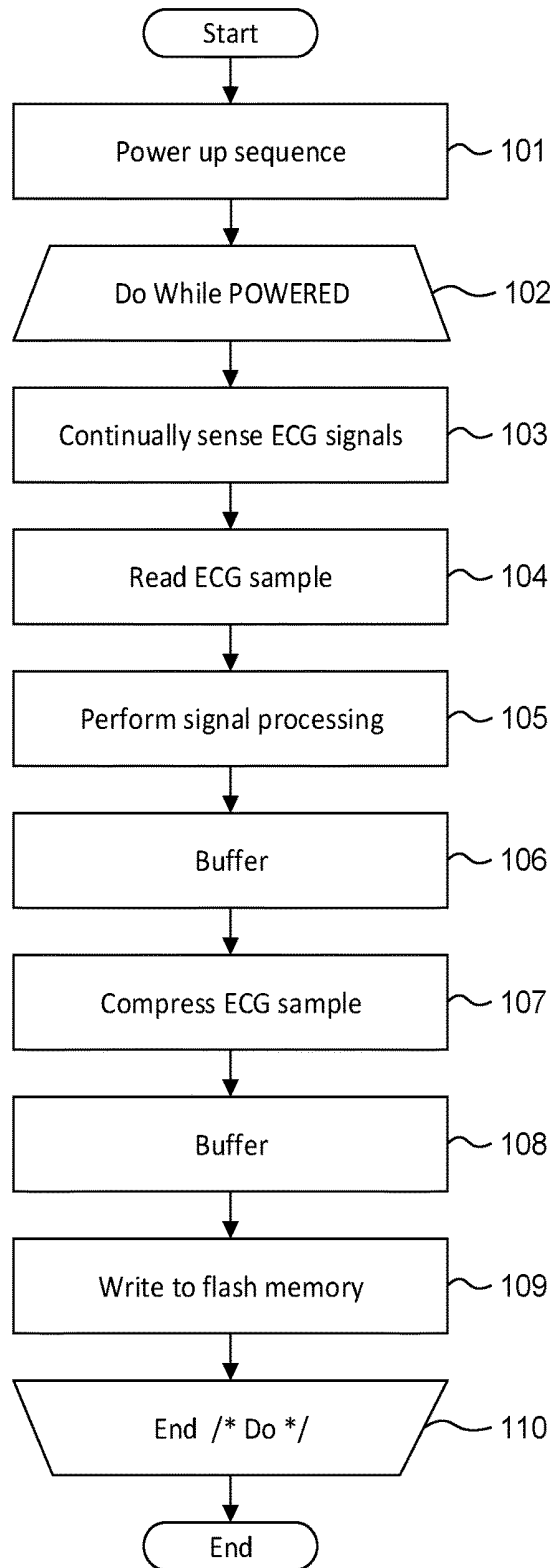 Start
Power up sequence 101
Do While POWERED 102
Continually sense ECG signals 103
Read ECG sample 104
Perform signal processing 105
Buffer 106
Compress ECG sample 107
Buffer 108
Write to flash memory 109
End /* Do */ 110
End